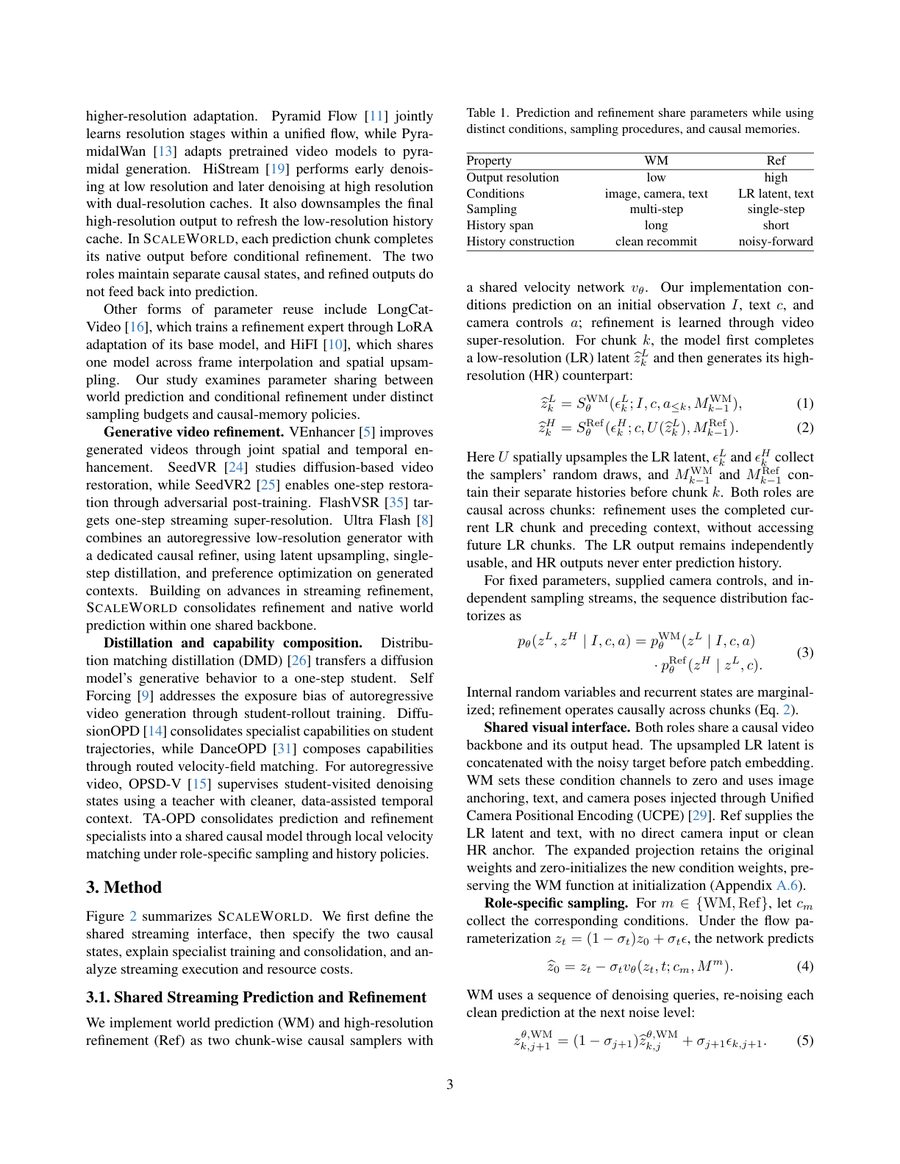 higher-resolution adaptation. Pyramid Flow [11] jointly
learns resolution stages within a unified flow, while Pyra-
midalWan [13] adapts pretrained video models to pyra-
midal generation. HiStream [19] performs early denois-
ing at low resolution and later denoising at high resolution
with dual-resolution caches. It also downsamples the final
high-resolution output to refresh the low-resolution history
cache. In SCALEWORLD, each prediction chunk completes
its native output before conditional refinement. The two
roles maintain separate causal states, and refined outputs do
not feed back into prediction.
Other forms of parameter reuse include LongCat-
Video [16], which trains a refinement expert through LoRA
adaptation of its base model, and HiFI [10], which shares
one model across frame interpolation and spatial upsam-
pling. Our study examines parameter sharing between
world prediction and conditional refinement under distinct
sampling budgets and causal-memory policies.
Generative video refinement. VEnhancer [5] improves
generated videos through joint spatial and temporal en-
hancement. SeedVR [24] studies diffusion-based video
restoration, while SeedVR2 [25] enables one-step restora-
tion through adversarial post-training. FlashVSR [35] tar-
gets one-step streaming super-resolution. Ultra Flash [8]
combines an autoregressive low-resolution generator with
a dedicated causal refiner, using latent upsampling, single-
step distillation, and preference optimization on generated
contexts. Building on advances in streaming refinement,
SCALEWORLD consolidates refinement and native world
prediction within one shared backbone.
Distillation and capability composition. Distribu-
tion matching distillation (DMD) [26] transfers a diffusion
model's generative behavior to a one-step student. Self
Forcing [9] addresses the exposure bias of autoregressive
video generation through student-rollout training. Diffu-
sionOPD [14] consolidates specialist capabilities on student
trajectories, while DanceOPD [31] composes capabilities
through routed velocity-field matching. For autoregressive
video, OPSD-V [15] supervises student-visited denoising
states using a teacher with cleaner, data-assisted temporal
context. TA-OPD consolidates prediction and refinement
specialists into a shared causal model through local velocity
matching under role-specific sampling and history policies.
3. Method
Figure 2 summarizes SCALEWORLD. We first define the
shared streaming interface, then specify the two causal
states, explain specialist training and consolidation, and an-
alyze streaming execution and resource costs.
3.1. Shared Streaming Prediction and Refinement
We implement world prediction (WM) and high-resolution
refinement (Ref) as two chunk-wise causal samplers with
Table 1. Prediction and refinement share parameters while using
distinct conditions, sampling procedures, and causal memories.
Property WM Ref
Output resolution low high
Conditions image, camera, text LR latent, text
Sampling multi-step single-step
History span long short
History construction clean recommit noisy-forward
a shared velocity network v_θ. Our implementation con-
ditions prediction on an initial observation I, text c, and
camera controls a; refinement is learned through video
super-resolution. For chunk k, the model first completes
a low-resolution (LR) latent ẑ_k^L and then generates its high-
resolution (HR) counterpart:
ẑ_k^L = S_θ^WM(ϵ_k^L; I, c, a_≤k, M_{k−1}^WM), (1)
ẑ_k^H = S_θ^Ref(ϵ_k^H; c, U(ẑ_k^L), M_{k−1}^Ref). (2)
Here U spatially upsamples the LR latent, ϵ_k^L and ϵ_k^H collect
the samplers' random draws, and M_{k−1}^WM and M_{k−1}^Ref con-
tain their separate histories before chunk k. Both roles are
causal across chunks: refinement uses the completed cur-
rent LR chunk and preceding context, without accessing
future LR chunks. The LR output remains independently
usable, and HR outputs never enter prediction history.
For fixed parameters, supplied camera controls, and in-
dependent sampling streams, the sequence distribution fac-
torizes as
p_θ(z^L, z^H | I, c, a) = p_θ^WM(z^L | I, c, a)
· p_θ^Ref(z^H | z^L, c). (3)
Internal random variables and recurrent states are marginal-
ized; refinement operates causally across chunks (Eq. 2).
Shared visual interface. Both roles share a causal video
backbone and its output head. The upsampled LR latent is
concatenated with the noisy target before patch embedding.
WM sets these condition channels to zero and uses image
anchoring, text, and camera poses injected through Unified
Camera Positional Encoding (UCPE) [29]. Ref supplies the
LR latent and text, with no direct camera input or clean
HR anchor. The expanded projection retains the original
weights and zero-initializes the new condition weights, pre-
serving the WM function at initialization (Appendix A.6).
Role-specific sampling. For m ∈ {WM, Ref}, let c_m
collect the corresponding conditions. Under the flow pa-
rameterization z_t = (1 − σ_t)z_0 + σ_tϵ, the network predicts
ẑ_0 = z_t − σ_tv_θ(z_t, t; c_m, M^m). (4)
WM uses a sequence of denoising queries, re-noising each
clean prediction at the next noise level:
z_{k,j+1}^{θ,WM} = (1 − σ_{j+1})ẑ_{k,j}^{θ,WM} + σ_{j+1}ϵ_{k,j+1}. (5)
3